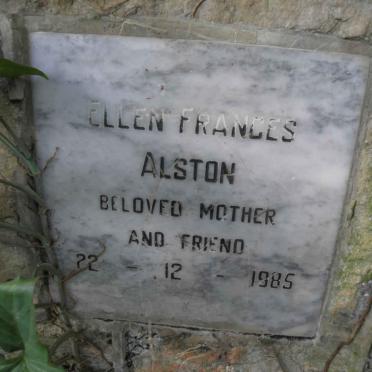 ELLEN FRANCES
ALSTON
BELOVED MOTHER
AND FRIEND
22 - 12 - 1985